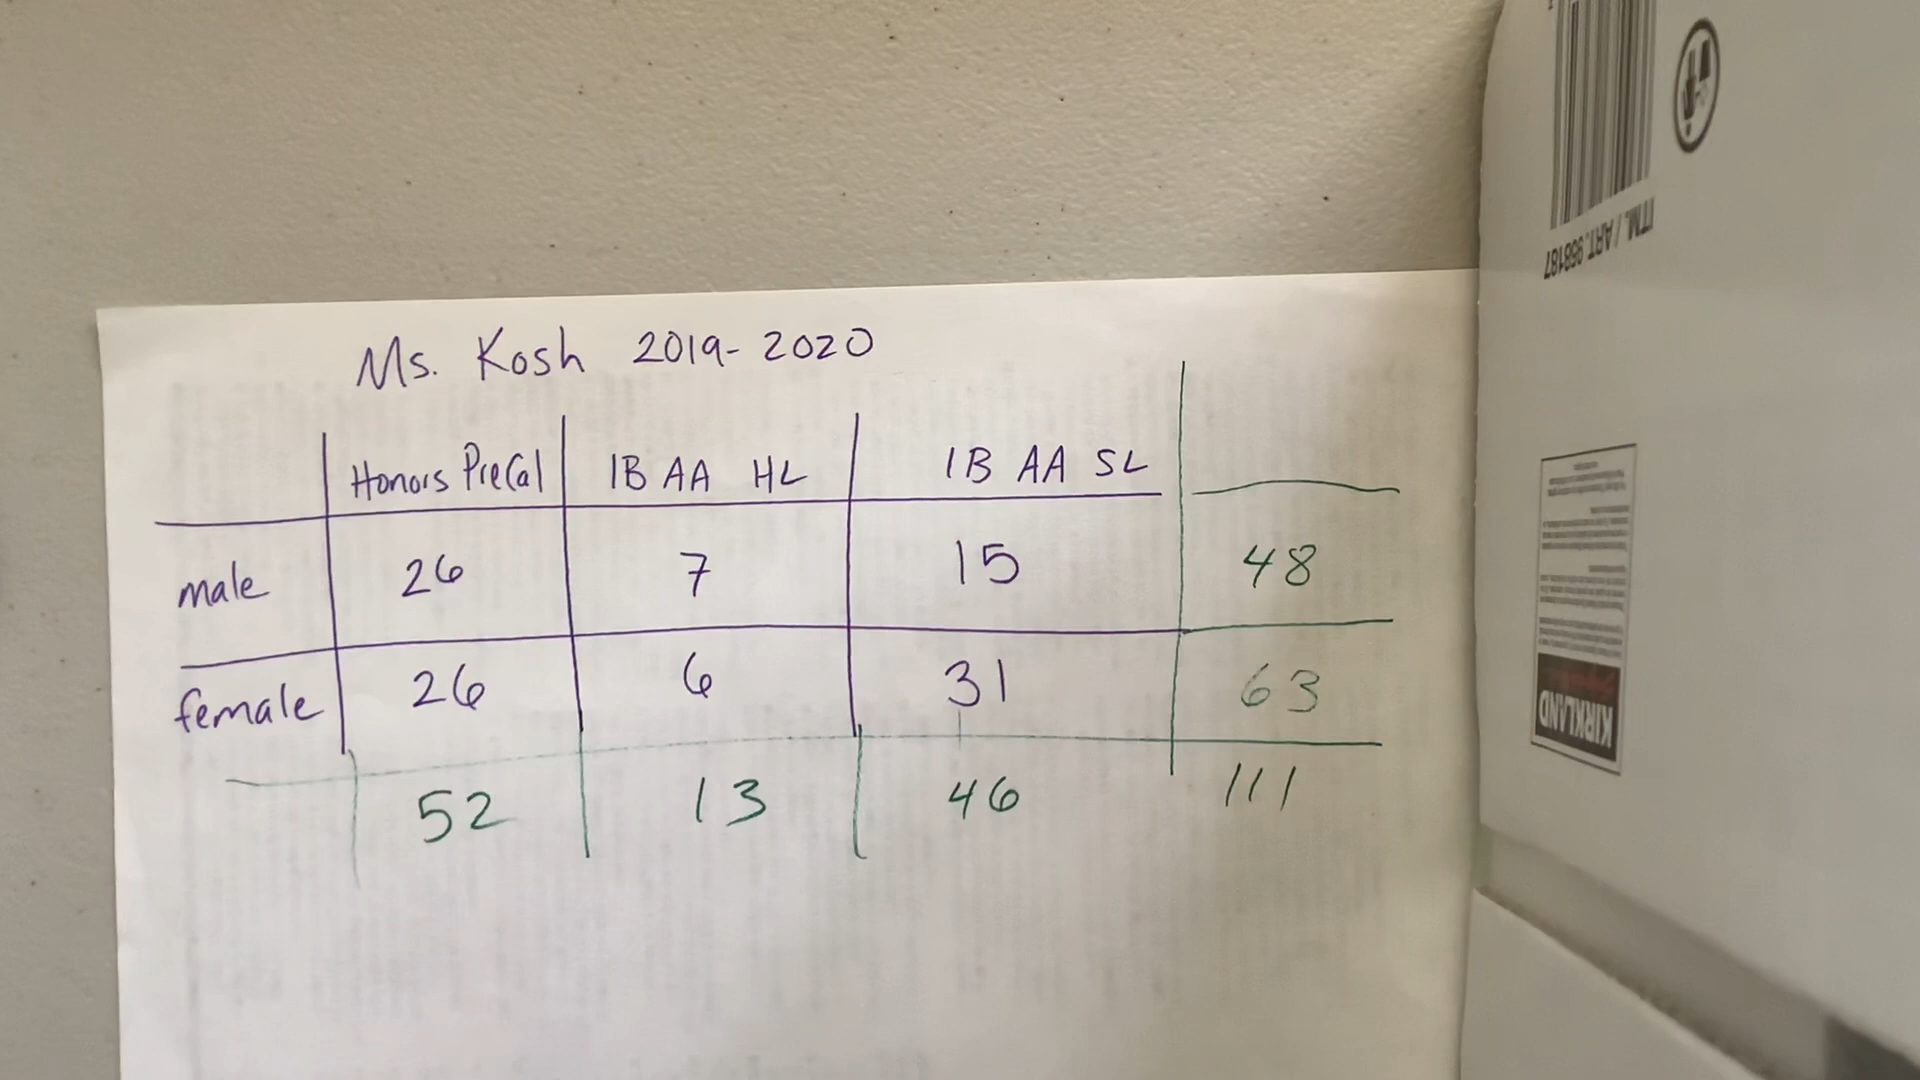 Ms. Kosh 2019-2020
Honors PreCal IB AA HL IB AA SL
male 26 7 15 48
female 26 6 31 63
52 13 46 111
ITM. / ART. 968187
KIRKLAND